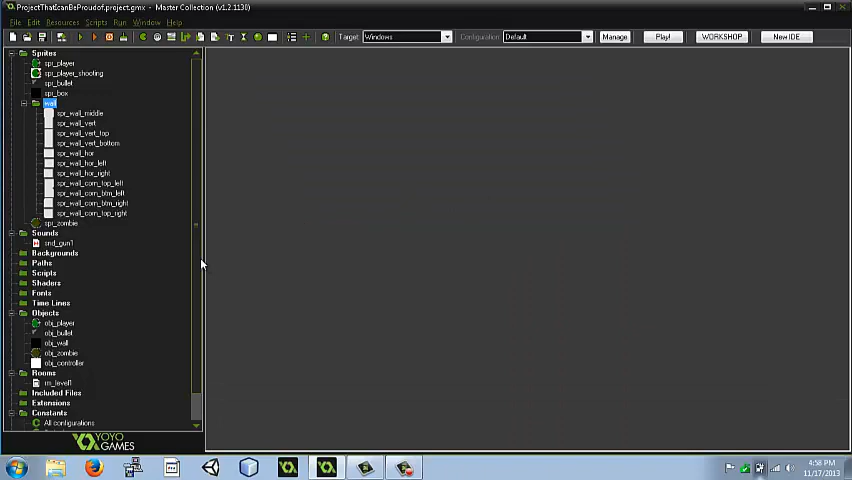 ProjectThatIcanBeProudof.project.gmx - Master Collection (v1.2.1130)
File Edit Resources Scripts Run Window Help
Target: Windows Configuration: Default Manage Play! WORKSHOP New IDE
Sprites
spr_player
spr_player_shooting
spr_bullet
spr_box
wall
spr_wall_middle
spr_wall_vert
spr_wall_vert_top
spr_wall_vert_bottom
spr_wall_hor
spr_wall_hor_left
spr_wall_hor_right
spr_wall_corn_top_left
spr_wall_corn_btm_left
spr_wall_corn_btm_right
spr_wall_corn_top_right
spr_zombie
Sounds
snd_gun1
Backgrounds
Paths
Scripts
Shaders
Fonts
Time Lines
Objects
obj_player
obj_bullet
obj_wall
obj_zombie
obj_controller
Rooms
rm_level1
Included Files
Extensions
Constants
All configurations
YOYO
GAMES
4:58 PM
11/17/2013